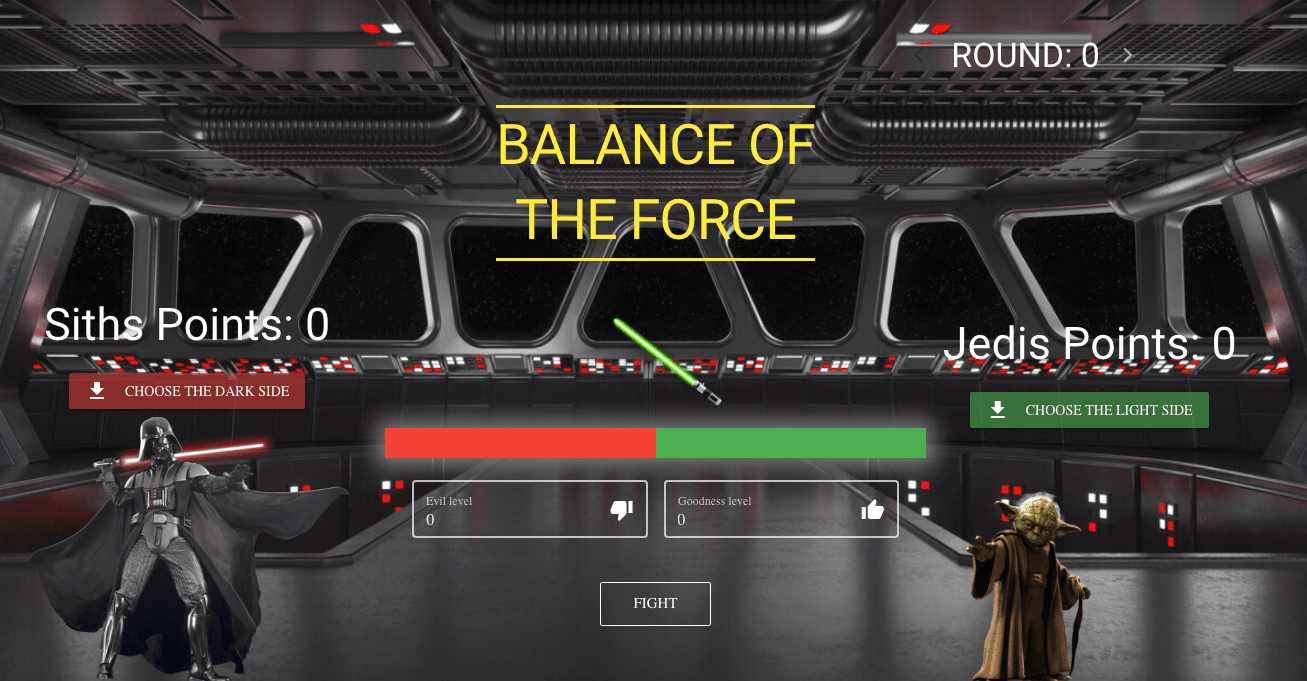 ROUND: 0
BALANCE OF
THE FORCE
Siths Points: 0
CHOOSE THE DARK SIDE
Jedis Points: 0
CHOOSE THE LIGHT SIDE
Evil level
0
Goodness level
0
FIGHT